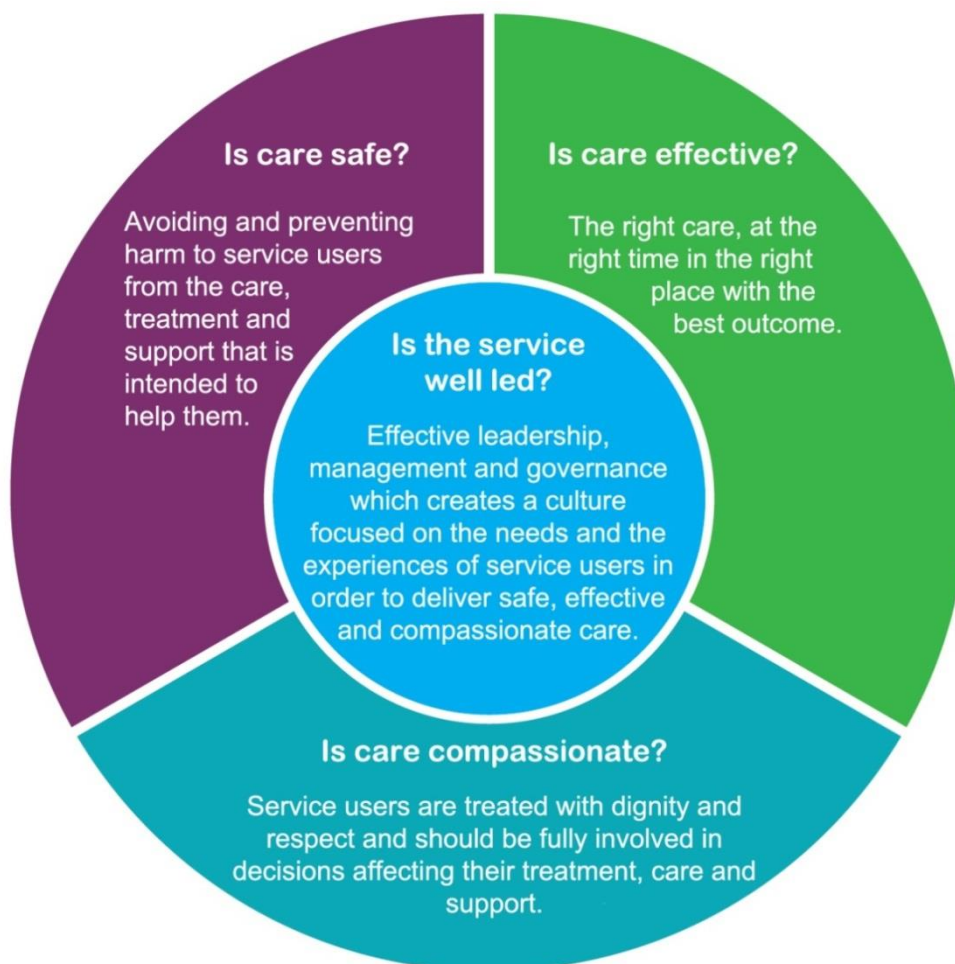 Is care safe?
Avoiding and preventing
harm to service users
from the care,
treatment and
support that is
intended to
help them.
Is care effective?
The right care, at the
right time in the right
place with the
best outcome.
Is the service
well led?
Effective leadership,
management and governance
which creates a culture
focused on the needs and the
experiences of service users in
order to deliver safe, effective
and compassionate care.
Is care compassionate?
Service users are treated with dignity and
respect and should be fully involved in
decisions affecting their treatment, care and
support.